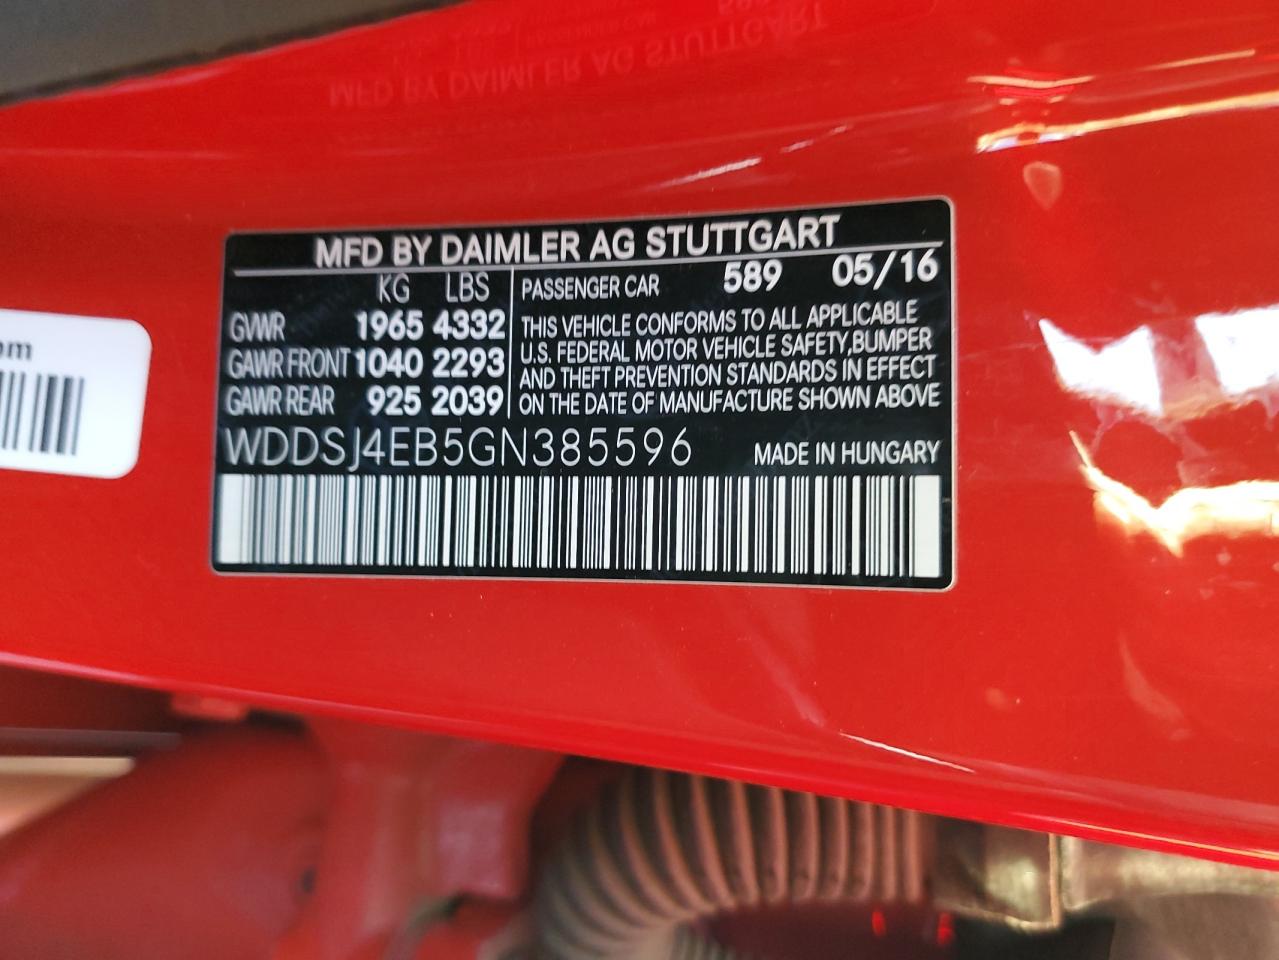 MFD BY DAIMLER AG STUTTGART
KG LBS
GVWR 1965 4332
GAWR FRONT 1040 2293
GAWR REAR 925 2039
PASSENGER CAR 589 05/16
THIS VEHICLE CONFORMS TO ALL APPLICABLE
U.S. FEDERAL MOTOR VEHICLE SAFETY,BUMPER
AND THEFT PREVENTION STANDARDS IN EFFECT
ON THE DATE OF MANUFACTURE SHOWN ABOVE
WDDSJ4EB5GN385596 MADE IN HUNGARY